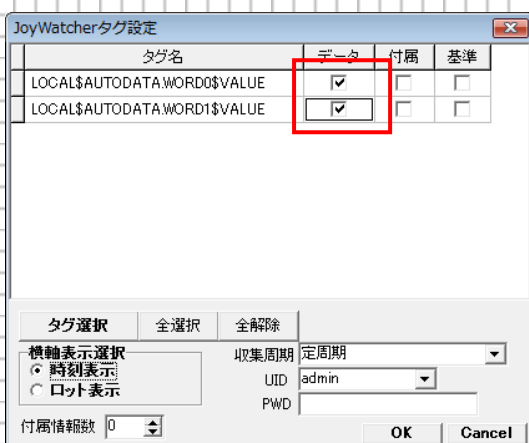 JoyWatcherタグ設定
タグ名 データ 付属 基準
LOCAL$AUTODATA.WORD0$VALUE
LOCAL$AUTODATA.WORD1$VALUE
タグ選択 全選択 全解除
横軸表示選択
時刻表示
ロット表示
収集周期 定周期
UID admin
PWD
付属情報数 0
OK Cancel